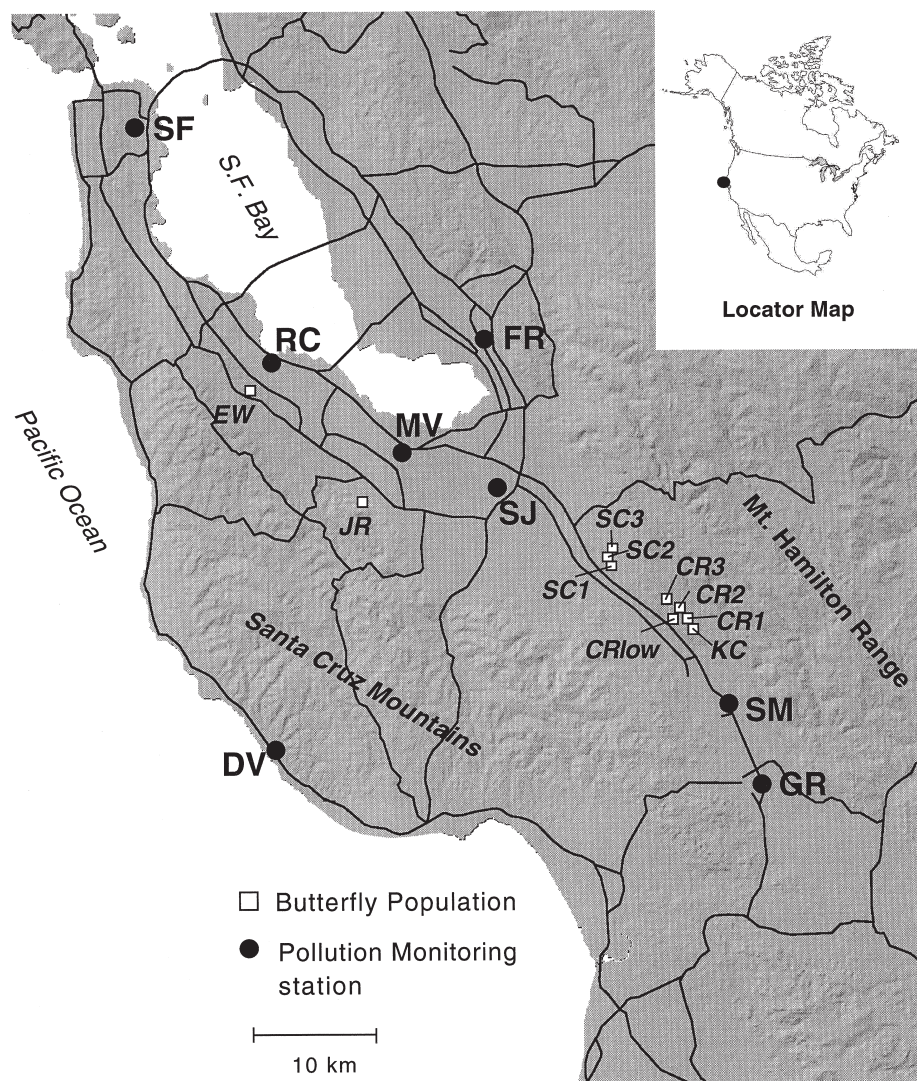 SF
S.F. Bay
Locator Map
RC
FR
EW
MV
Pacific Ocean
JR
SJ
Mt. Hamilton Range
SC3
SC2
SC1
CR3
CR2
CR1
CRlow
KC
Santa Cruz Mountains
SM
DV
GR
Butterfly Population
Pollution Monitoring
station
10 km